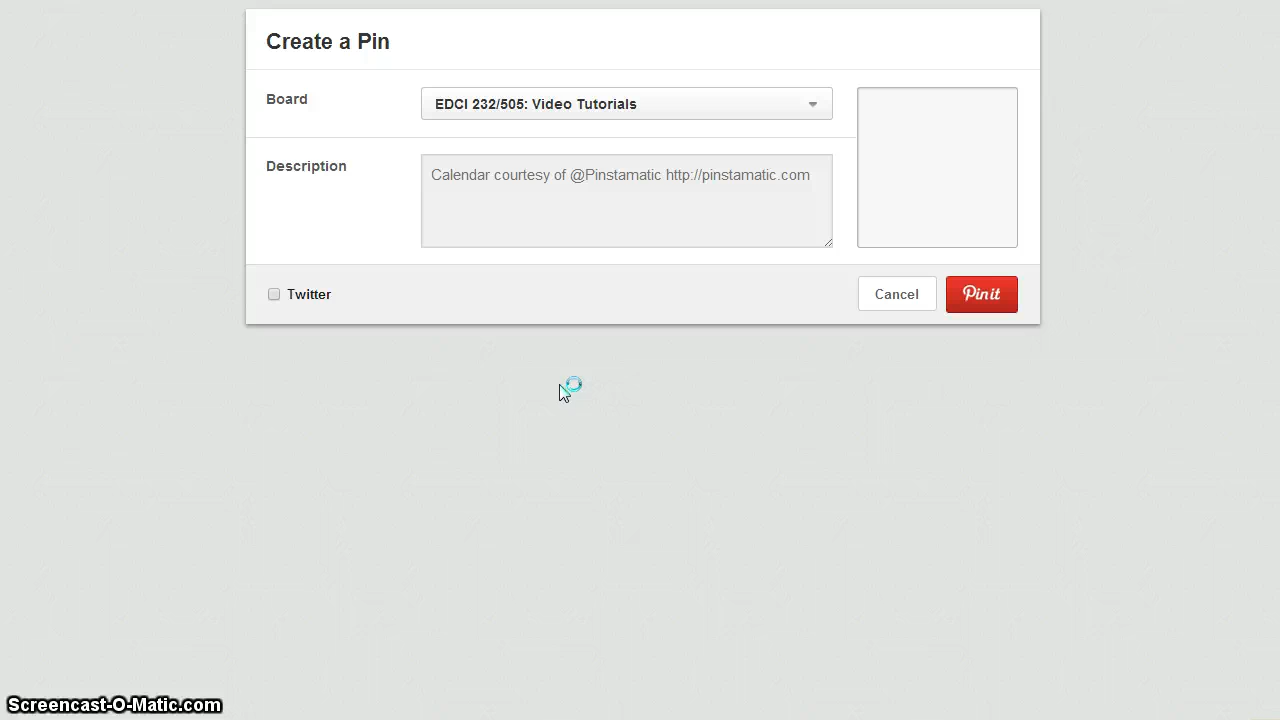 Create a Pin
Board
EDCI 232/505: Video Tutorials
Description
Calendar courtesy of @Pinstamatic http://pinstamatic.com
Twitter
Cancel
Pin it
Screencast-O-Matic.com